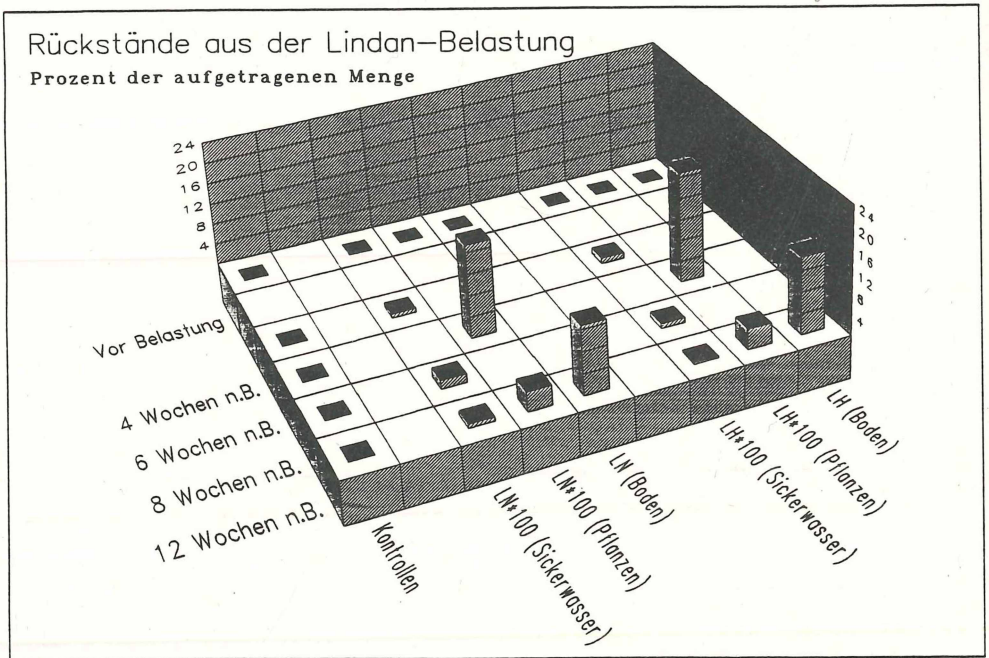 Rückstände aus der Lindan-Belastung
Prozent der aufgetragenen Menge
24
20
16
12
8
4
24
20
16
12
8
4
Vor Belastung
4 Wochen n.B.
6 Wochen n.B.
8 Wochen n.B.
12 Wochen n.B.
Kontrollen
LN*100 (Sickerwasser)
LN*100 (Pflanzen)
LN (Boden)
LH*100 (Sickerwasser)
LH*100 (Pflanzen)
LH (Boden)